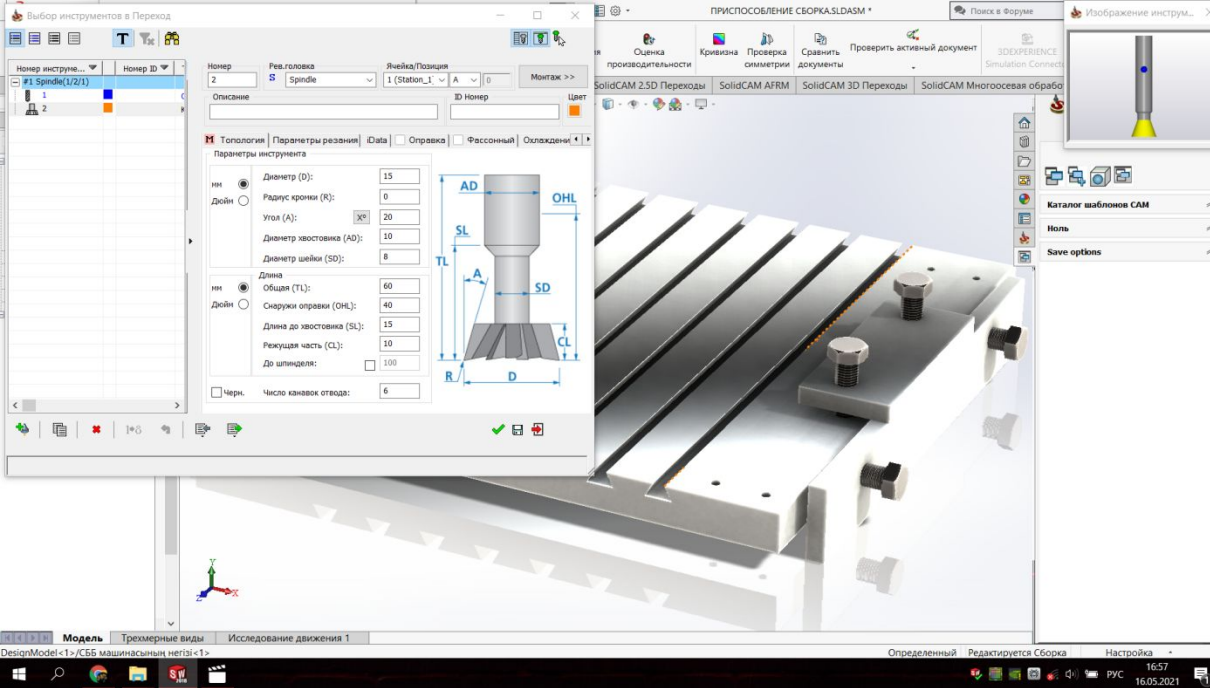 Выбор инструментов в Переход
ПРИСПОСОБЛЕНИЕ СБОРКА.SLDASM *
Поиск в Форуме
Изображение инструм...
Номер инструме...
Номер ID
#1 Spindle(1/2/1)
1
2
Номер
Рев.головка
Ячейка/Позиция
2
S
Spindle
1 (Station_1)
A
0
Монтаж >>
Описание
ID Номер
Цвет
Топология
Параметры резания
iData
Оправка
Фассонный
Охлаждени
Параметры инструмента
мм
Дюйм
Диаметр (D):
15
Радиус кромки (R):
0
Угол (A):
Xº
20
Диаметр хвостовика (AD):
10
Диаметр шейки (SD):
8
Длина
мм
Дюйм
Общая (TL):
60
Снаружи оправки (OHL):
40
Длина до хвостовика (SL):
15
Режущая часть (CL):
10
До шпинделя:
100
Черн.
Число канавок отвода:
6
AD
OHL
SL
TL
A
SD
CL
R
D
Оценка
производительности
Кривизна
Проверка
симметрии
Сравнить
документы
Проверить активный документ
3DEXPERIENCE
Simulation Connector
SolidCAM 2.5D Переходы
SolidCAM AFRM
SolidCAM 3D Переходы
SolidCAM Многоосевая обрабо
Каталог шаблонов CAM
Ноль
Save options
Y
X
Z
Модель
Трехмерные виды
Исследование движения 1
DesignModel<1>/СББ машинасының негізі<1>
Определенный
Редактируется Сборка
Настройка
РУС
16:57
16.05.2021